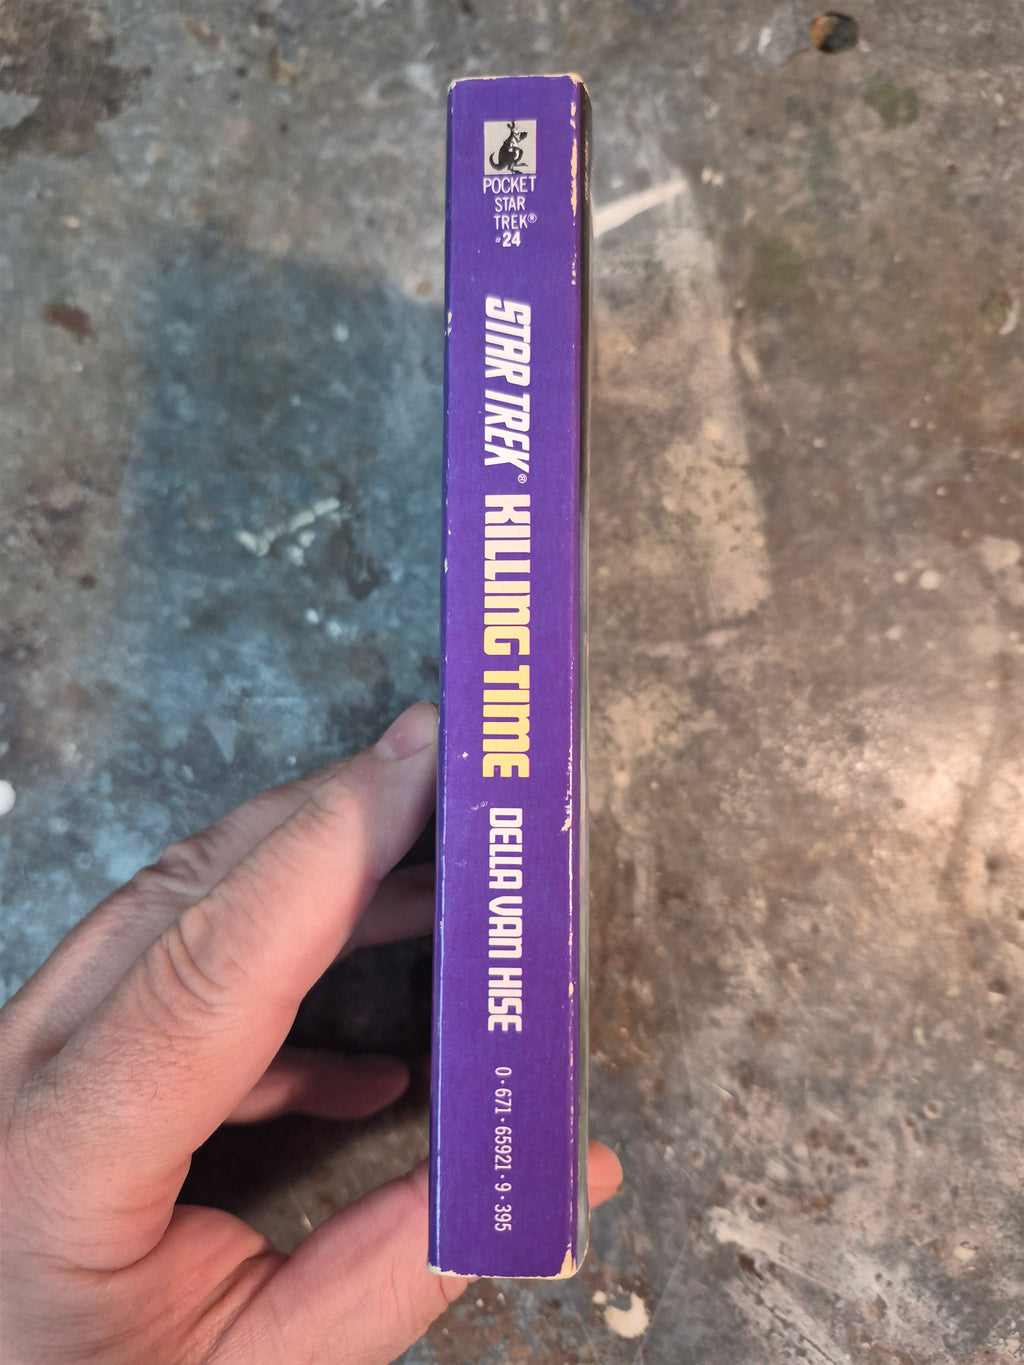 POCKET
STAR
TREK®
#24
STAR TREK® KILLING TIME DELLA VAN HISE 0·671·65921·9·395